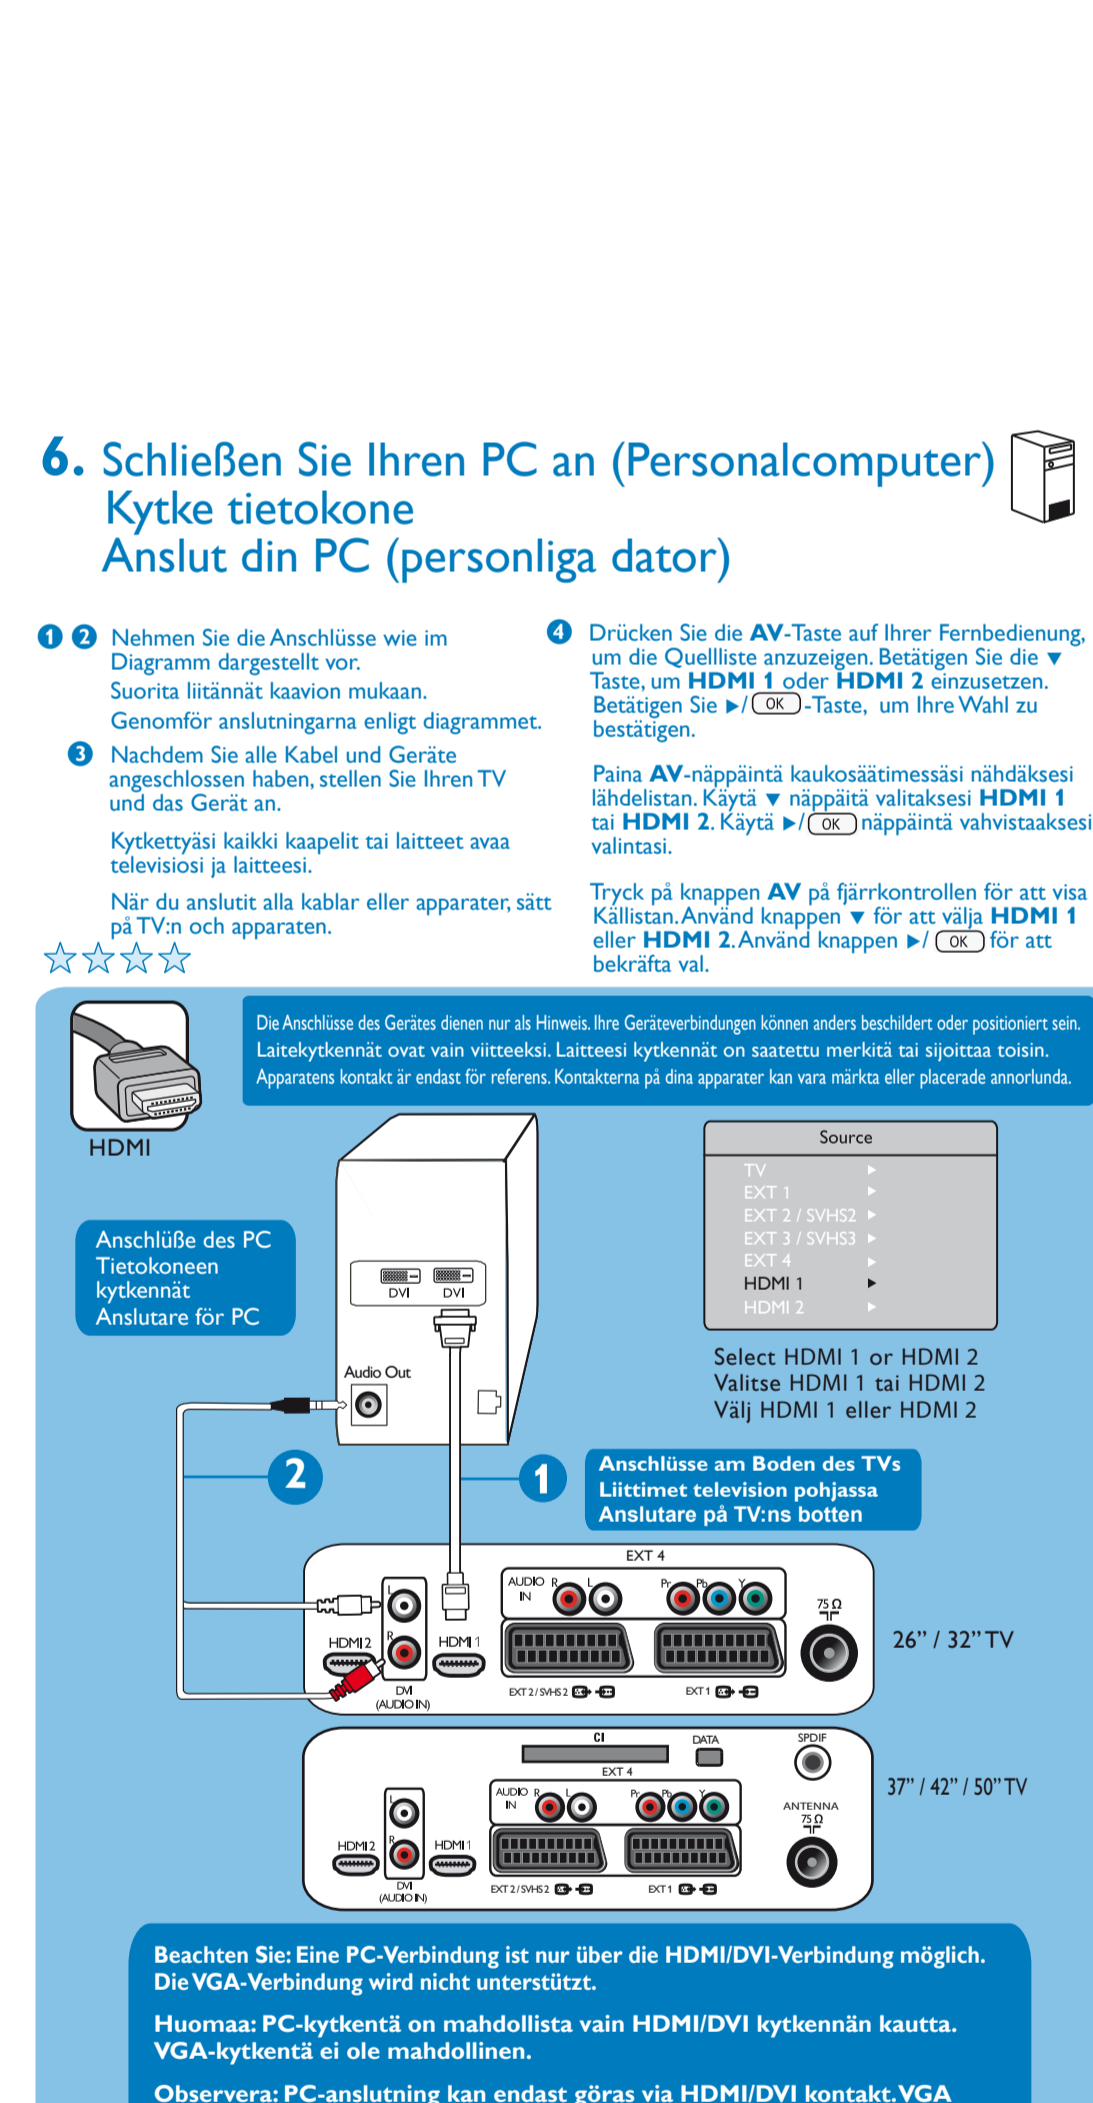 6. Schließen Sie Ihren PC an (Personalcomputer)
Kytke tietokone
Anslut din PC (personliga dator)
1 2 Nehmen Sie die Anschlüsse wie im
Diagramm dargestellt vor.
Suorita liitännät kaavion mukaan.
Genomför anslutningarna enligt diagrammet.
3 Nachdem Sie alle Kabel und Geräte
angeschlossen haben, stellen Sie Ihren TV
und das Gerät an.
Kytkettyäsi kaikki kaapelit tai laitteet avaa
televisiosi ja laitteesi.
När du anslutit alla kablar eller apparater, sätt
på TV:n och apparaten.
4 Drücken Sie die AV-Taste auf Ihrer Fernbedienung,
um die Quellliste anzuzeigen. Betätigen Sie die ▼
Taste, um HDMI 1 oder HDMI 2 einzusetzen.
Betätigen Sie ►/ OK -Taste, um Ihre Wahl zu
bestätigen.
Paina AV-näppäintä kaukosäätimessäsi nähdäksesi
lähdelistan. Käytä ▼ näppäitä valitaksesi HDMI 1
tai HDMI 2. Käytä ►/ OK näppäintä vahvistaaksesi
valintasi.
Tryck på knappen AV på fjärrkontrollen för att visa
Källistan. Använd knappen ▼ för att välja HDMI 1
eller HDMI 2. Använd knappen ►/ OK för att
bekräfta val.
HDMI
Die Anschlüsse des Gerätes dienen nur als Hinweis. Ihre Geräteverbindungen können anders beschildert oder positioniert sein.
Laitekytkennät ovat vain viitteeksi. Laitteesi kytkennät on saatettu merkitä tai sijoittaa toisin.
Apparatens kontakt är endast för referens. Kontakterna på dina apparater kan vara märkta eller placerade annorlunda.
Anschlüße des PC
Tietokoneen
kytkennät
Anslutare för PC
DVI DVI
Audio Out
Source
TV ►
EXT 1 ►
EXT 2 / SVHS2 ►
EXT 3 / SVHS3 ►
EXT 4 ►
HDMI 1 ►
HDMI 2 ►
Select HDMI 1 or HDMI 2
Valitse HDMI 1 tai HDMI 2
Välj HDMI 1 eller HDMI 2
2
1
Anschlüsse am Boden des TVs
Liittimet television pohjassa
Anslutare på TV:ns botten
EXT 4
AUDIO IN R L Pr Pb Y
75 Ω
L
R
HDMI 2
HDMI 1
DVI
(AUDIO IN)
EXT 2 / SVHS 2
EXT 1
26” / 32” TV
CI
DATA
SPDIF
EXT 4
AUDIO IN R L Pr Pb Y
ANTENNA
75 Ω
L
R
HDMI 2
HDMI 1
DVI
(AUDIO IN)
EXT 2 / SVHS 2
EXT 1
37” / 42” / 50” TV
Beachten Sie: Eine PC-Verbindung ist nur über die HDMI/DVI-Verbindung möglich.
Die VGA-Verbindung wird nicht unterstützt.
Huomaa: PC-kytkentä on mahdollista vain HDMI/DVI kytkennän kautta.
VGA-kytkentä ei ole mahdollinen.
Observera: PC-anslutning kan endast göras via HDMI/DVI kontakt. VGA